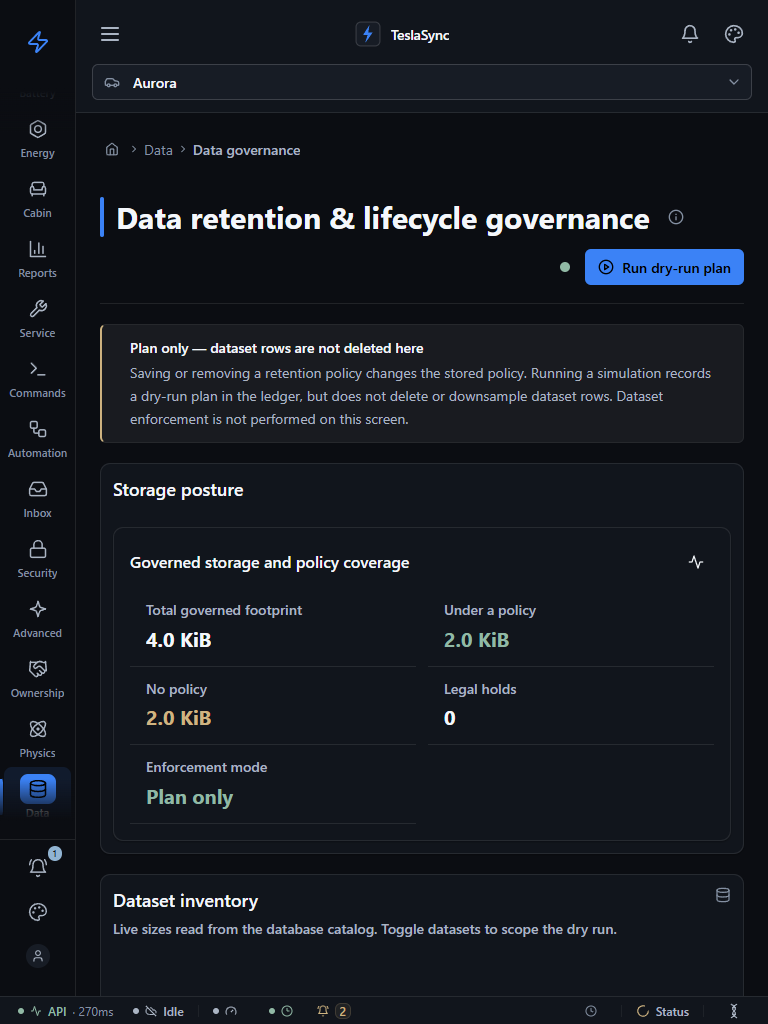 TeslaSync
Aurora
Battery
Energy
Cabin
Reports
Service
Commands
Automation
Inbox
Security
Advanced
Ownership
Physics
Data
1
Data
Data governance
Data retention & lifecycle governance
Run dry-run plan
Plan only — dataset rows are not deleted here
Saving or removing a retention policy changes the stored policy. Running a simulation records
a dry-run plan in the ledger, but does not delete or downsample dataset rows. Dataset
enforcement is not performed on this screen.
Storage posture
Governed storage and policy coverage
Total governed footprint
4.0 KiB
Under a policy
2.0 KiB
No policy
2.0 KiB
Legal holds
0
Enforcement mode
Plan only
Dataset inventory
Live sizes read from the database catalog. Toggle datasets to scope the dry run.
API · 270ms
Idle
2
Status